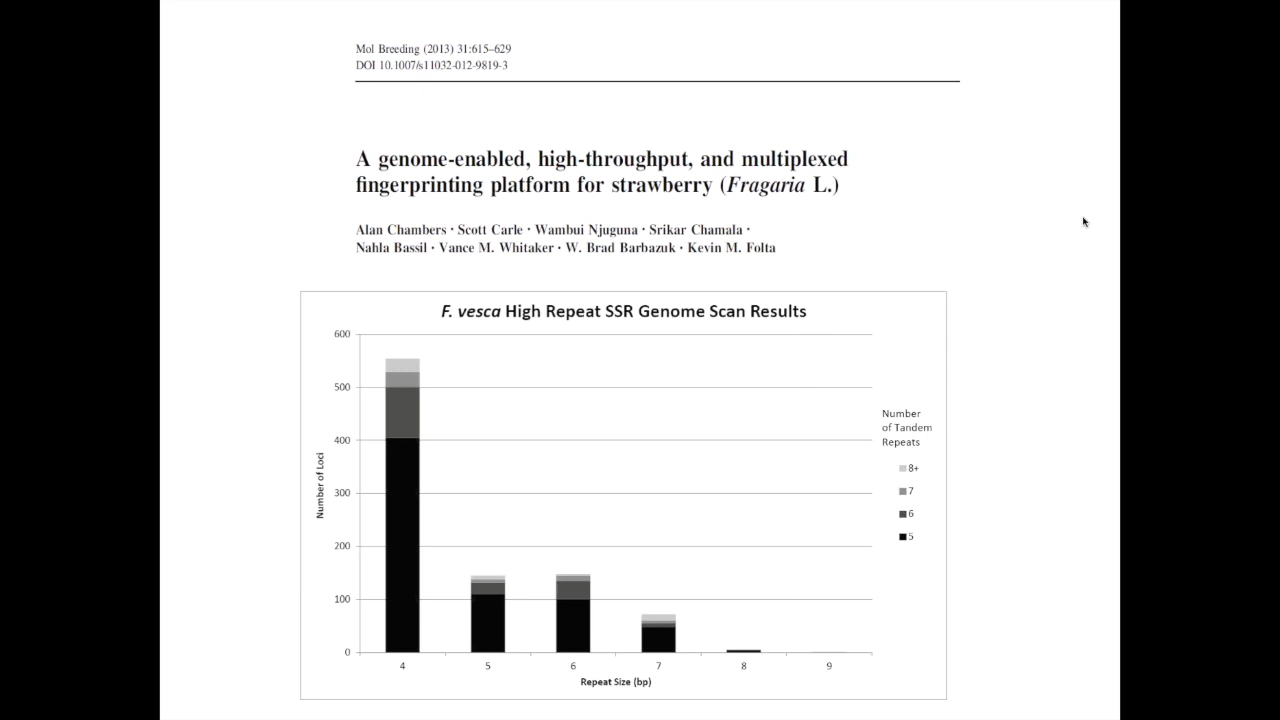 Mol Breeding (2013) 31:615–629
DOI 10.1007/s11032-012-9819-3
A genome-enabled, high-throughput, and multiplexed
fingerprinting platform for strawberry (Fragaria L.)
Alan Chambers · Scott Carle · Wambui Njuguna · Srikar Chamala ·
Nahla Bassil · Vance M. Whitaker · W. Brad Barbazuk · Kevin M. Folta
F. vesca High Repeat SSR Genome Scan Results
600
500
400
300
200
100
0
Number of Loci
4 5 6 7 8 9
Repeat Size (bp)
Number
of Tandem
Repeats
8+
7
6
5